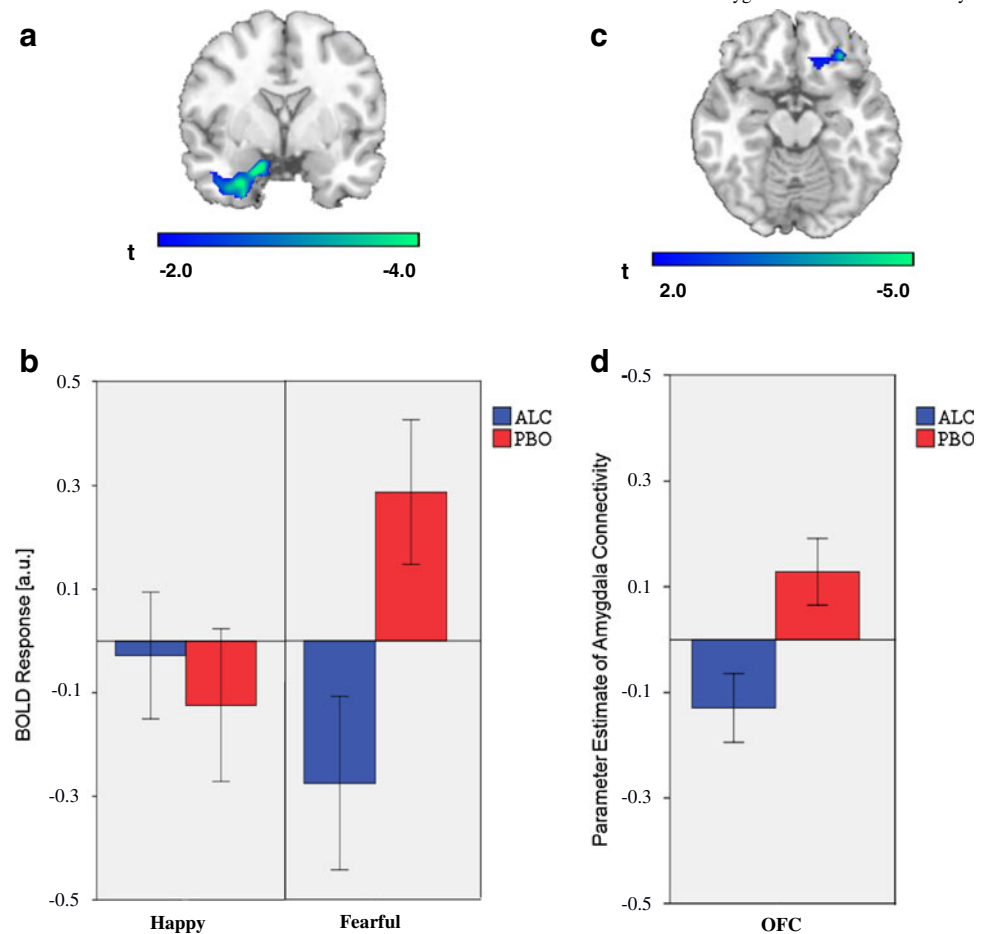 a
t
-2.0 -4.0
c
t
2.0 -5.0
b
BOLD Response [a.u.]
0.5
0.3
0.1
-0.1
-0.3
-0.5
Happy Fearful
ALC
PBO
d
Parameter Estimate of Amygdala Connectivity
-0.5
0.3
0.1
-0.1
-0.3
-0.5
OFC
ALC
PBO